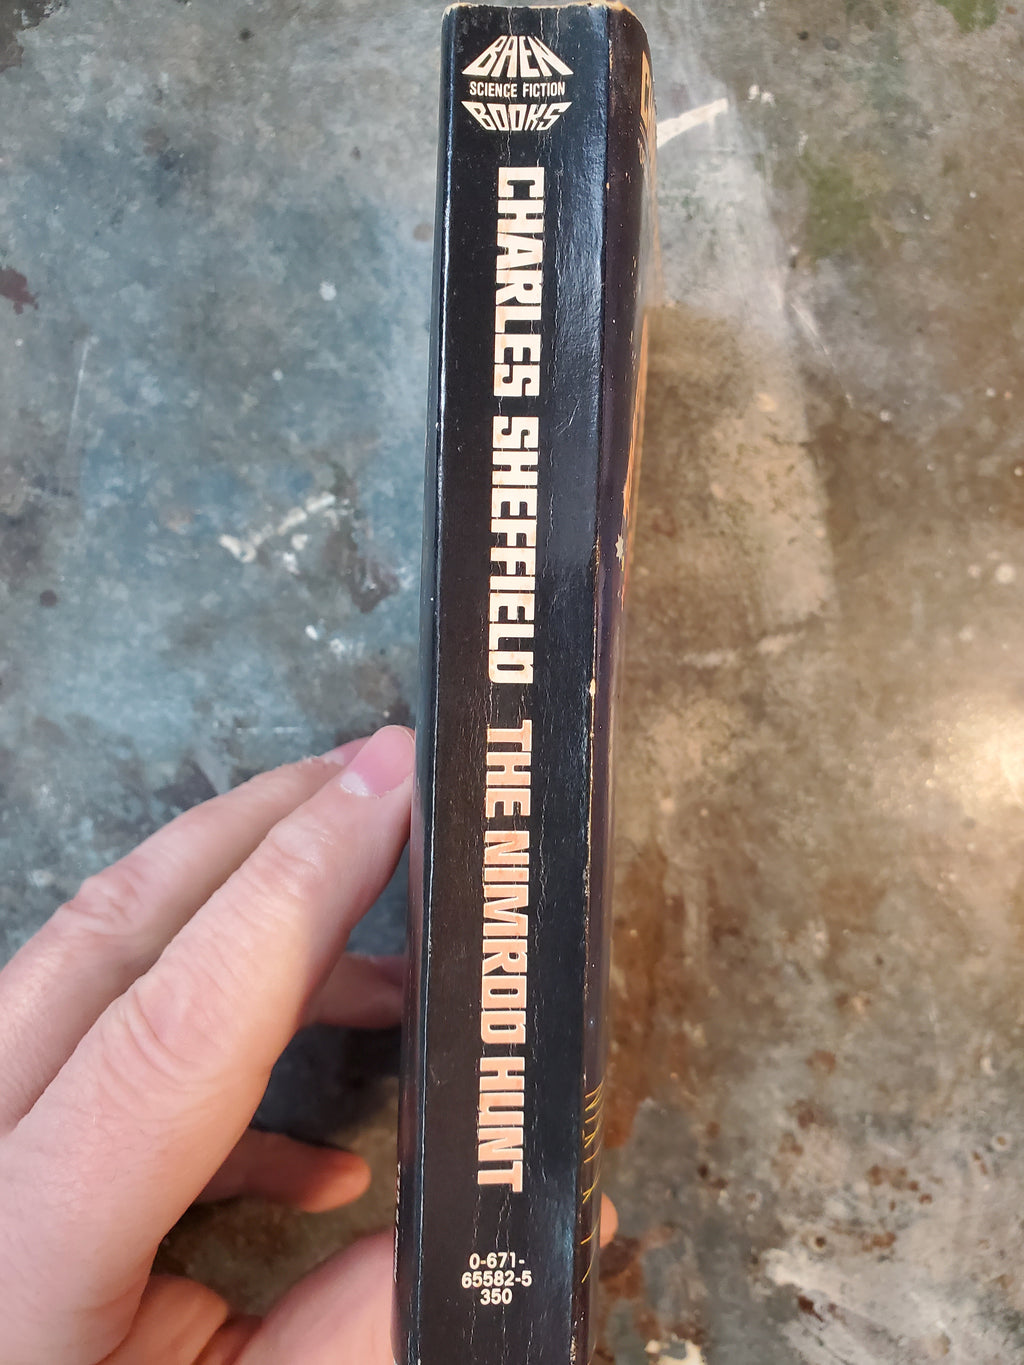 BAEN
SCIENCE FICTION
BOOKS
CHARLES SHEFFIELD THE NIMROD HUNT
0-671-
65582-5
350